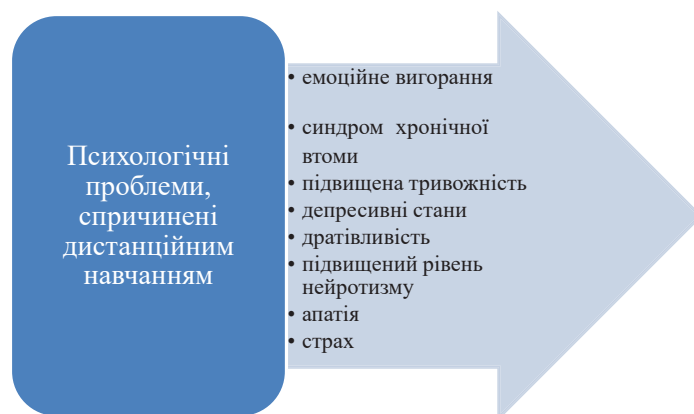 Психологічні
проблеми,
спричинені
дистанційним
навчанням
• емоційне вигорання
• синдром хронічної
втоми
• підвищена тривожність
• депресивні стани
• дратівливість
• підвищений рівень
нейротизму
• апатія
• страх